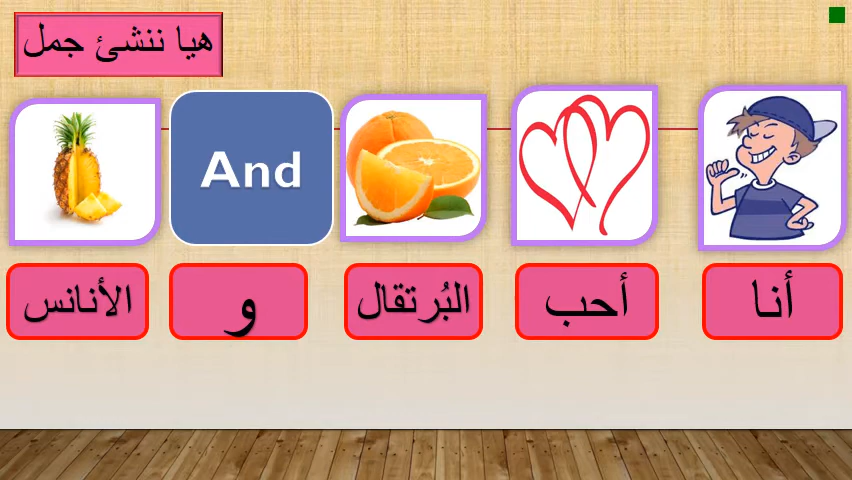 هيا ننشئ جمل
And
أنا أحب البُرتقال و الأنانس